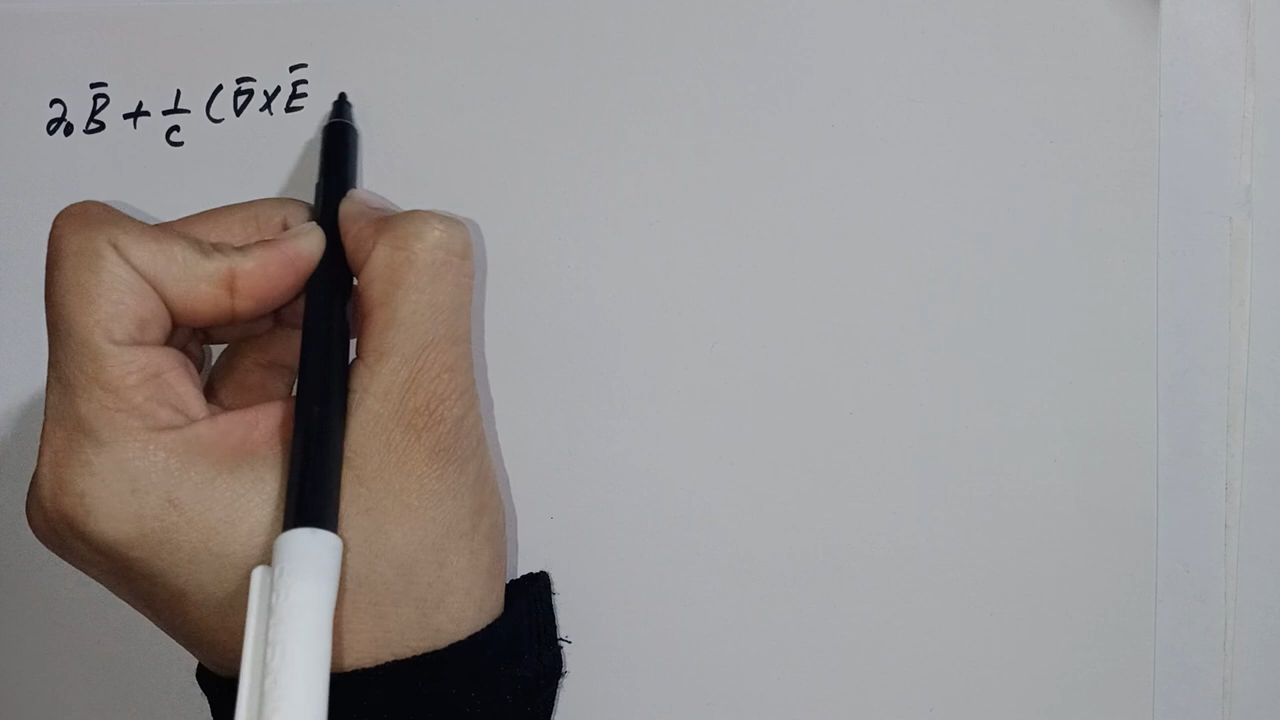 ∂₀B̄ + 1/c (∇̄×Ē